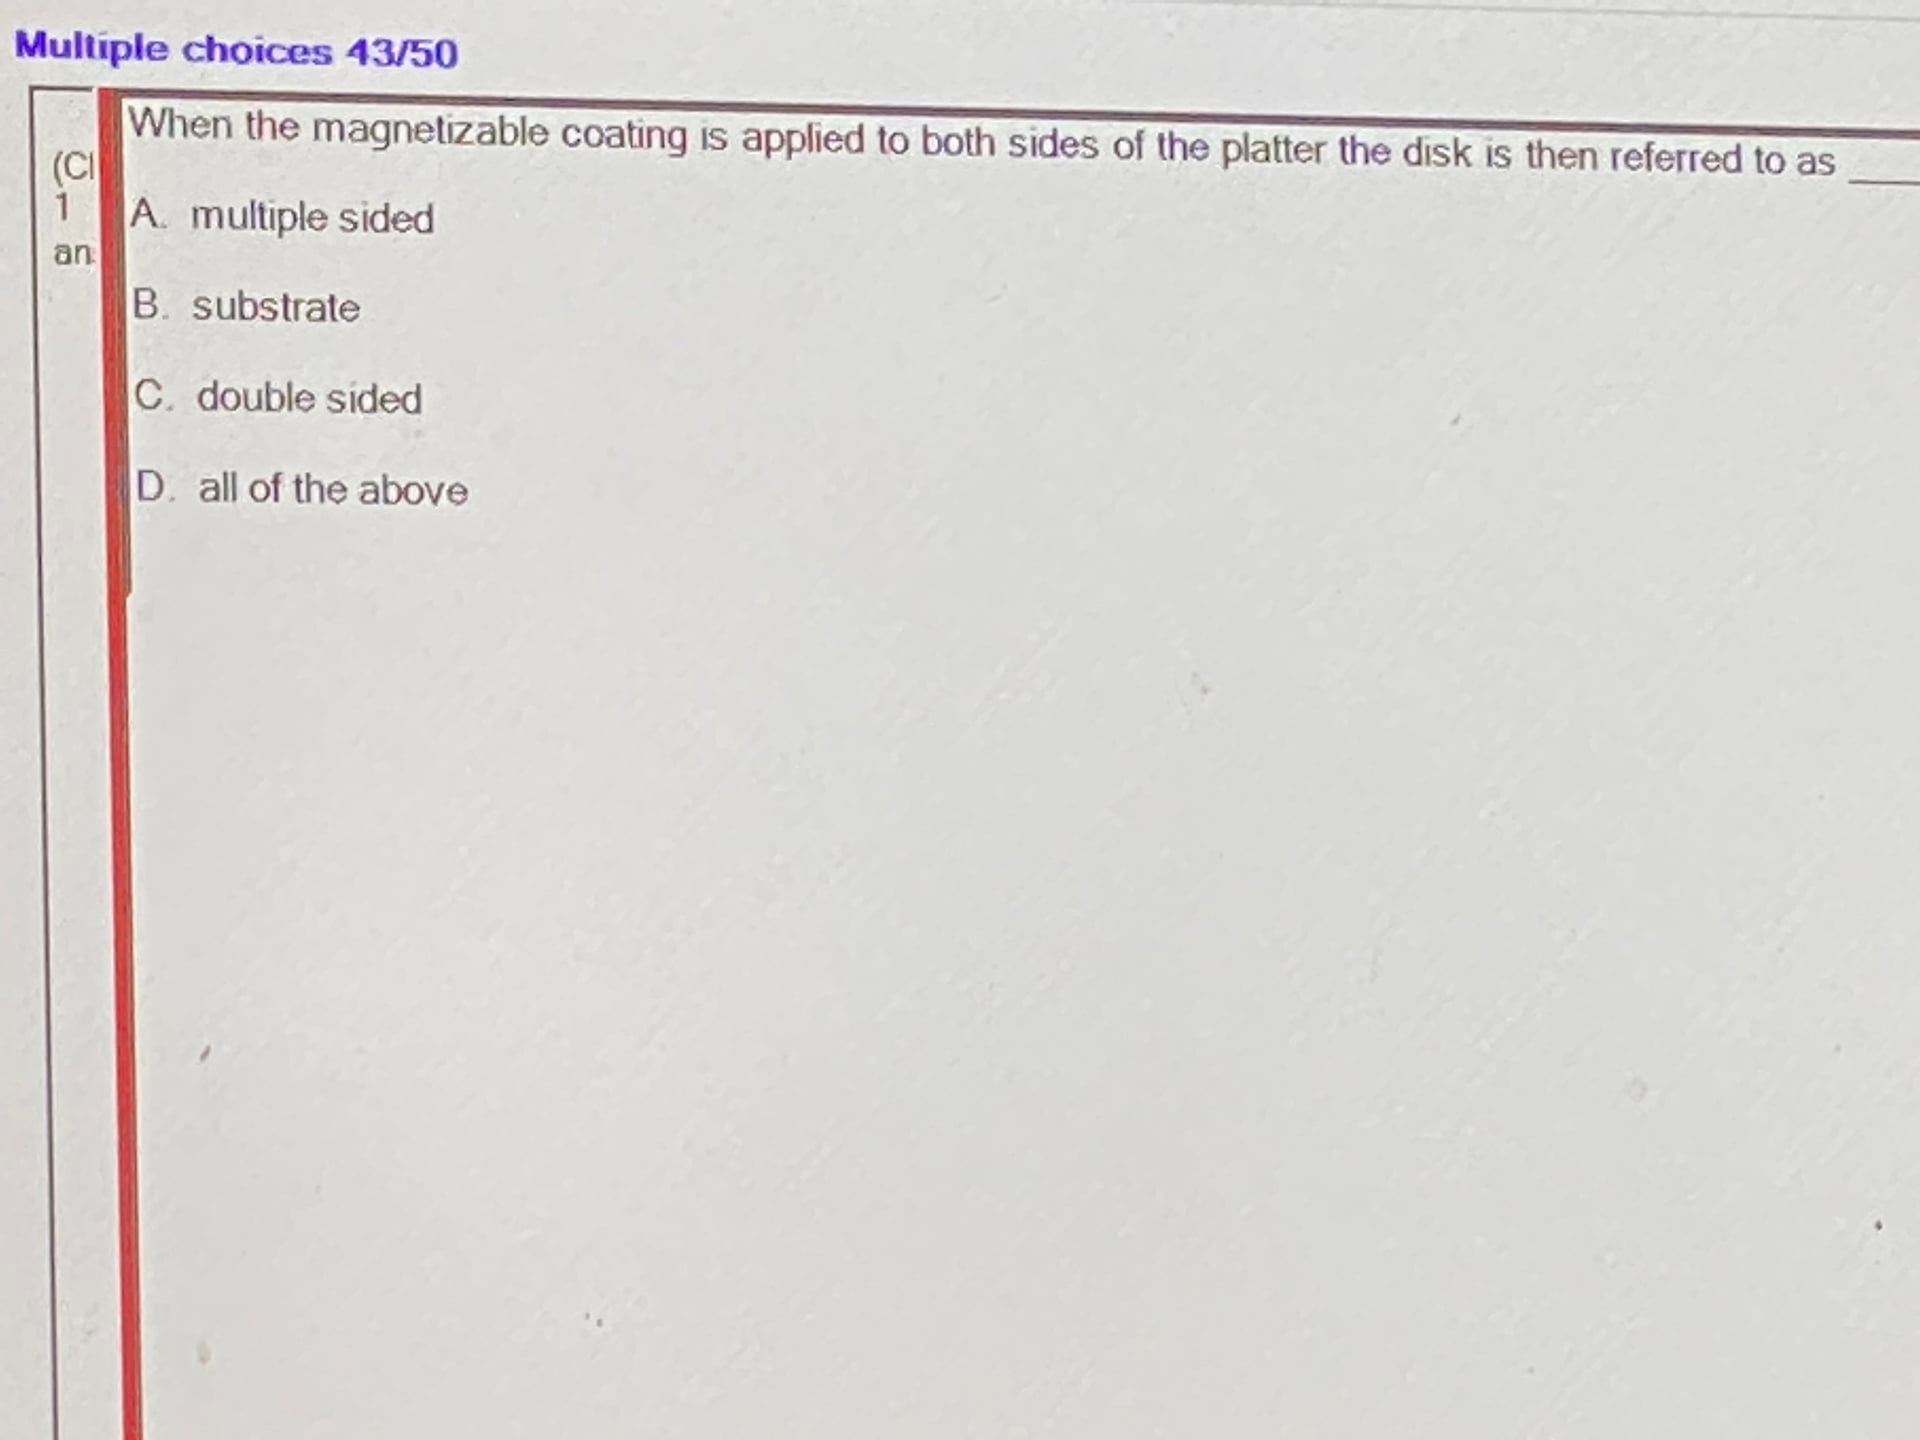 Multiple choices 43/50
When the magnetizable coating is applied to both sides of the platter the disk is then referred to as ____
(Cl
1
an
A. multiple sided
B. substrate
C. double sided
D. all of the above